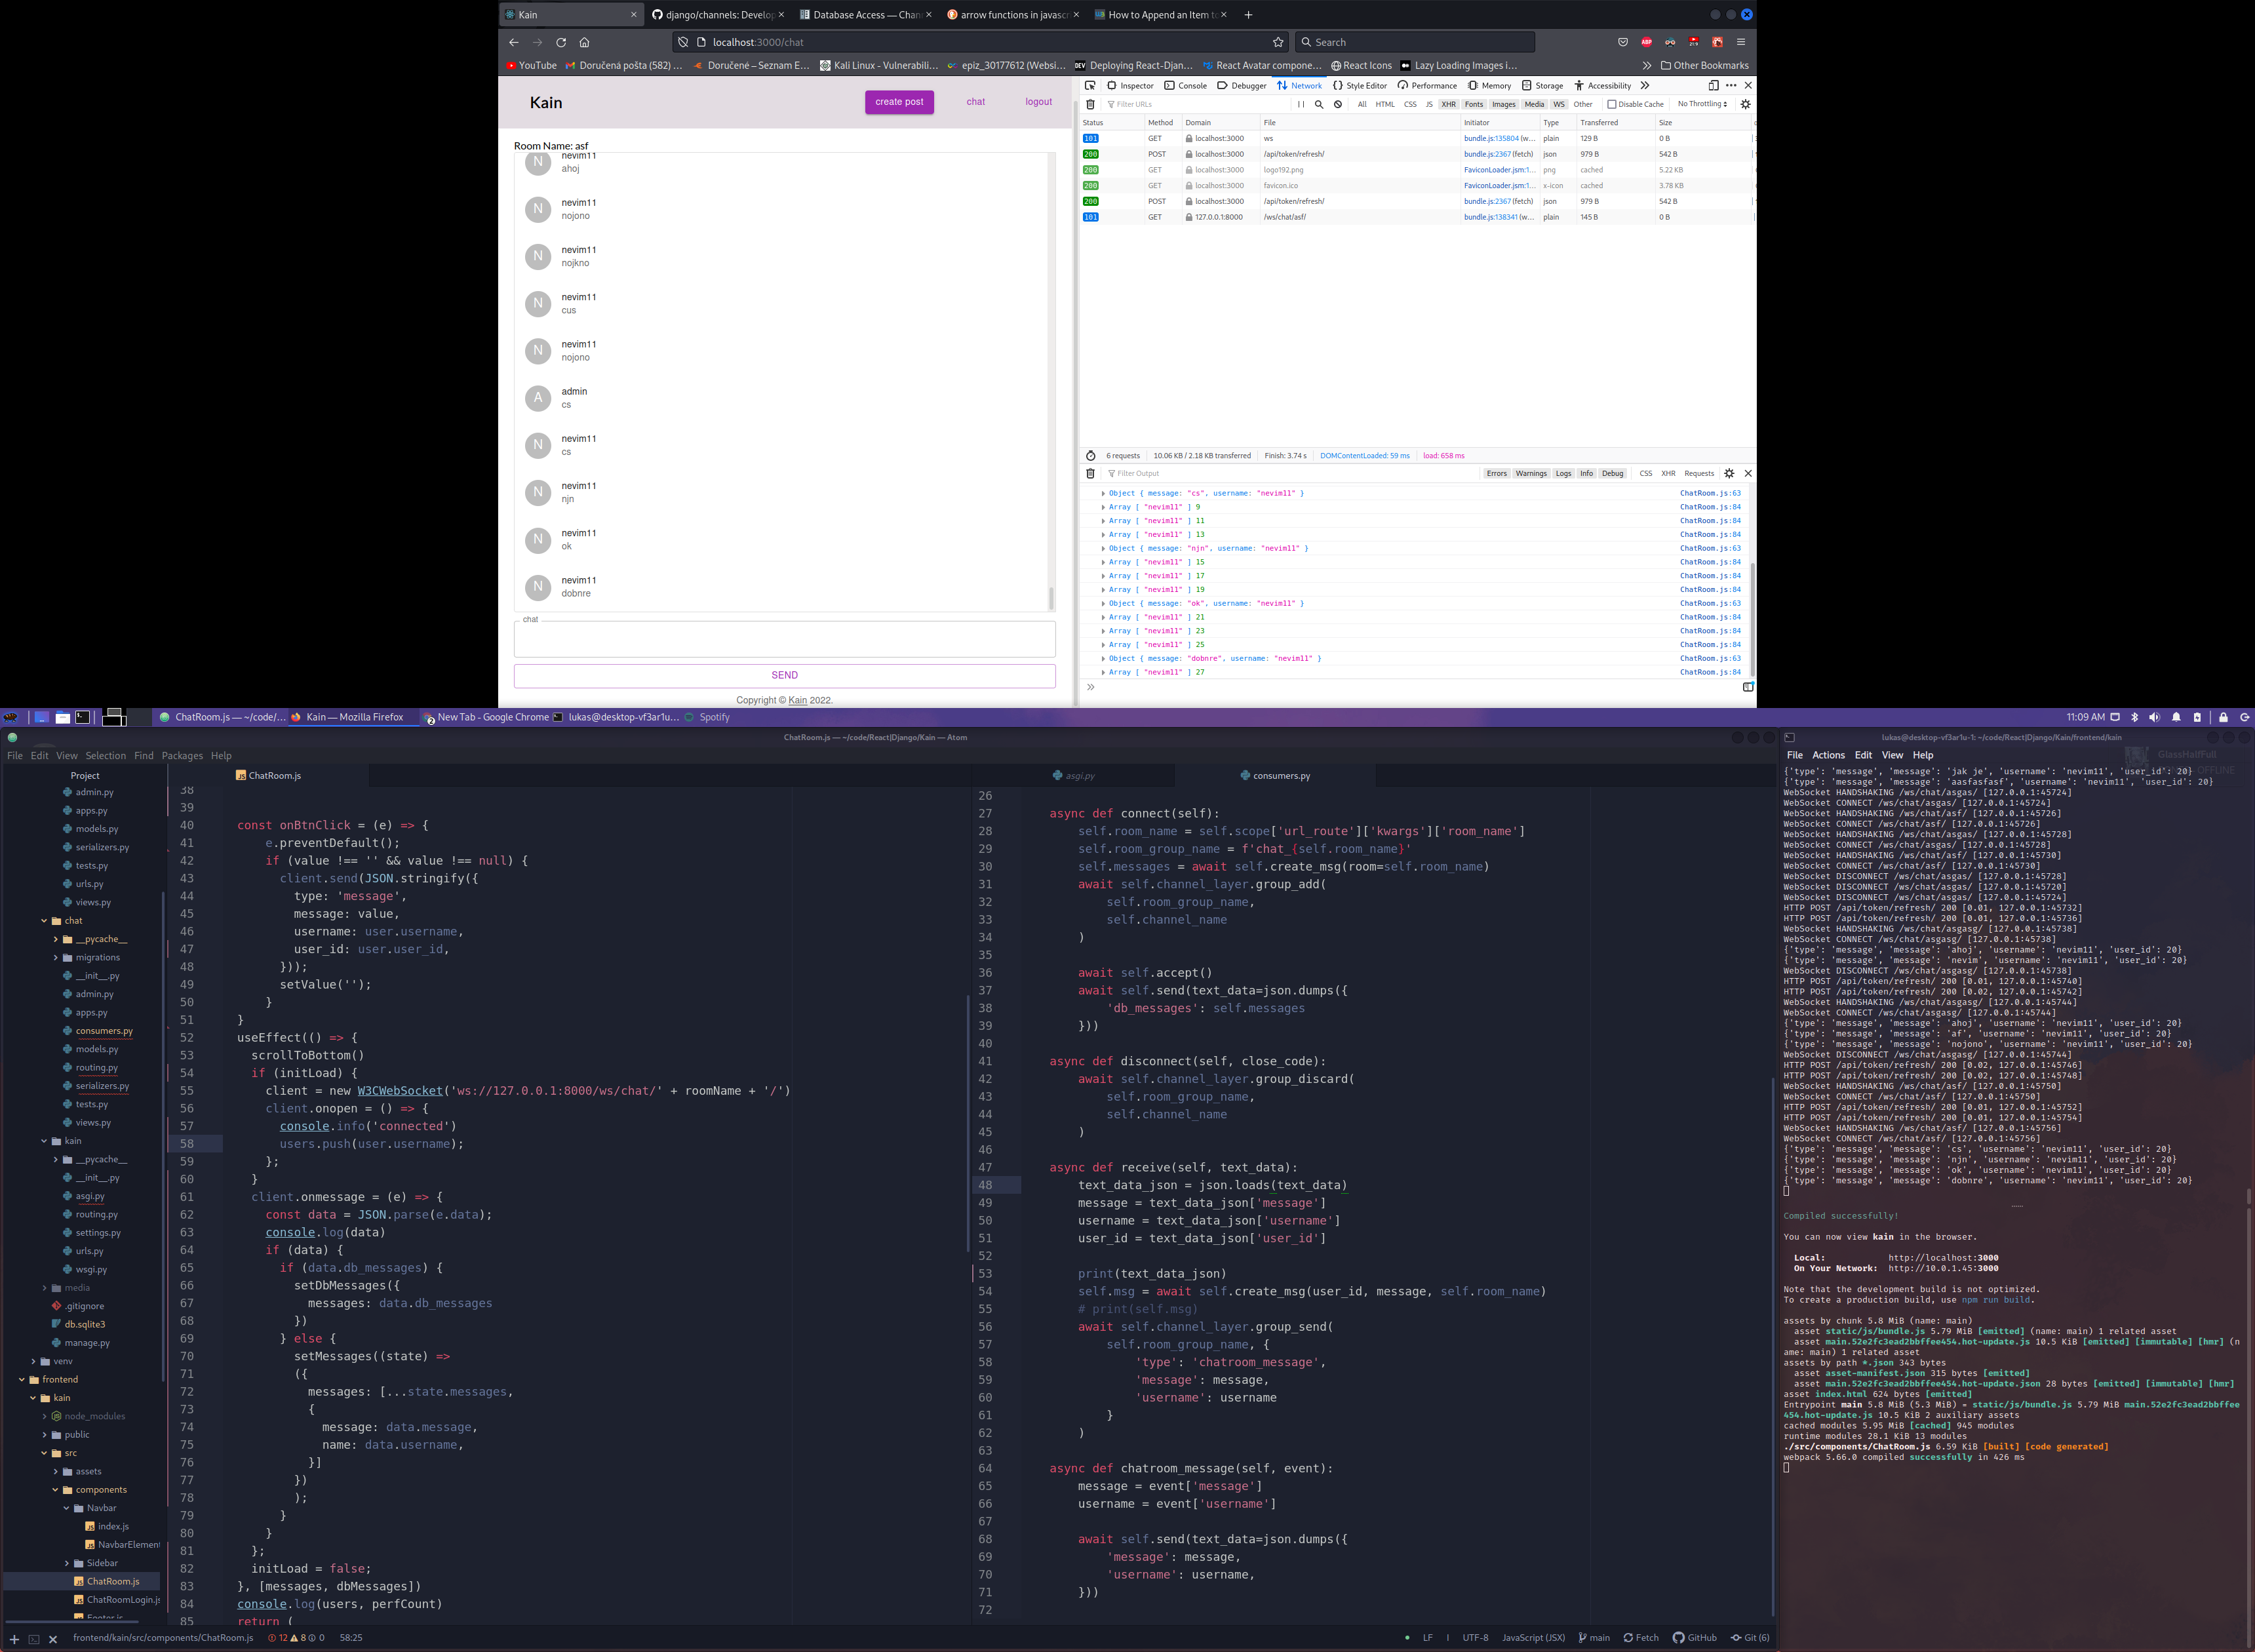 Kain
django/channels: Develop
Database Access — Chan
arrow functions in javascr
How to Append an Item to
localhost:3000/chat
Search
YouTube
Doručená pošta (582) ...
Doručené – Seznam E...
Kali Linux - Vulnerabili...
epiz_30177612 (Websi...
Deploying React-Djan...
React Avatar compone...
React Icons
Lazy Loading Images i...
Other Bookmarks
Kain
create post
chat
logout
Room Name: asf
nevim11
ahoj
nevim11
nojono
nevim11
nojkno
nevim11
cus
nevim11
nojono
admin
cs
nevim11
cs
nevim11
njn
nevim11
ok
nevim11
dobnre
chat
SEND
Copyright © Kain 2022.
Inspector Console Debugger Network Style Editor Performance Memory Storage Accessibility
Filter URLs
All HTML CSS JS XHR Fonts Images Media WS Other Disable Cache No Throttling
Status Method Domain File Initiator Type Transferred Size
101 GET localhost:3000 ws bundle.js:135804 (w... plain 129 B 0 B
200 POST localhost:3000 /api/token/refresh/ bundle.js:2367 (fetch) json 979 B 542 B
200 GET localhost:3000 logo192.png FaviconLoader.jsm:1... png cached 5.22 KB
200 GET localhost:3000 favicon.ico FaviconLoader.jsm:1... x-icon cached 3.78 KB
200 POST localhost:3000 /api/token/refresh/ bundle.js:2367 (fetch) json 979 B 542 B
101 GET 127.0.0.1:8000 /ws/chat/asf/ bundle.js:138341 (w... plain 145 B 0 B
6 requests 10.06 KB / 2.18 KB transferred Finish: 3.74 s DOMContentLoaded: 59 ms load: 658 ms
Filter Output
Errors Warnings Logs Info Debug CSS XHR Requests
Object { message: "cs", username: "nevim11" } ChatRoom.js:63
Array [ "nevim11" ] 9 ChatRoom.js:84
Array [ "nevim11" ] 11 ChatRoom.js:84
Array [ "nevim11" ] 13 ChatRoom.js:84
Object { message: "njn", username: "nevim11" } ChatRoom.js:63
Array [ "nevim11" ] 15 ChatRoom.js:84
Array [ "nevim11" ] 17 ChatRoom.js:84
Array [ "nevim11" ] 19 ChatRoom.js:84
Object { message: "ok", username: "nevim11" } ChatRoom.js:63
Array [ "nevim11" ] 21 ChatRoom.js:84
Array [ "nevim11" ] 23 ChatRoom.js:84
Array [ "nevim11" ] 25 ChatRoom.js:84
Object { message: "dobnre", username: "nevim11" } ChatRoom.js:63
Array [ "nevim11" ] 27 ChatRoom.js:84
ChatRoom.js — ~/code/...
Kain — Mozilla Firefox
New Tab - Google Chrome
lukas@desktop-vf3ar1u...
Spotify
11:09 AM
ChatRoom.js — ~/code/React|Django/Kain — Atom
File Edit View Selection Find Packages Help
Project
admin.py
apps.py
models.py
serializers.py
tests.py
urls.py
views.py
chat
__pycache__
migrations
__init__.py
admin.py
apps.py
consumers.py
models.py
routing.py
serializers.py
tests.py
views.py
kain
__pycache__
__init__.py
asgi.py
routing.py
settings.py
urls.py
wsgi.py
media
.gitignore
db.sqlite3
manage.py
venv
frontend
kain
node_modules
public
src
assets
components
Navbar
index.js
NavbarElement
Sidebar
ChatRoom.js
ChatRoomLogin.js
Footer.js
ChatRoom.js
38
39
40 const onBtnClick = (e) => {
41 e.preventDefault();
42 if (value !== '' && value !== null) {
43 client.send(JSON.stringify({
44 type: 'message',
45 message: value,
46 username: user.username,
47 user_id: user.user_id,
48 }));
49 setValue('');
50 }
51 }
52 useEffect(() => {
53 scrollToBottom()
54 if (initLoad) {
55 client = new W3CWebSocket('ws://127.0.0.1:8000/ws/chat/' + roomName + '/')
56 client.onopen = () => {
57 console.info('connected')
58 users.push(user.username);
59 };
60 }
61 client.onmessage = (e) => {
62 const data = JSON.parse(e.data);
63 console.log(data)
64 if (data) {
65 if (data.db_messages) {
66 setDbMessages({
67 messages: data.db_messages
68 })
69 } else {
70 setMessages((state) =>
71 ({
72 messages: [...state.messages,
73 {
74 message: data.message,
75 name: data.username,
76 }]
77 })
78 );
79 }
80 }
81 };
82 initLoad = false;
83 }, [messages, dbMessages])
84 console.log(users, perfCount)
85 return (
asgi.py
consumers.py
26
27 async def connect(self):
28 self.room_name = self.scope['url_route']['kwargs']['room_name']
29 self.room_group_name = f'chat_{self.room_name}'
30 self.messages = await self.create_msg(room=self.room_name)
31 await self.channel_layer.group_add(
32 self.room_group_name,
33 self.channel_name
34 )
35
36 await self.accept()
37 await self.send(text_data=json.dumps({
38 'db_messages': self.messages
39 }))
40
41 async def disconnect(self, close_code):
42 await self.channel_layer.group_discard(
43 self.room_group_name,
44 self.channel_name
45 )
46
47 async def receive(self, text_data):
48 text_data_json = json.loads(text_data)
49 message = text_data_json['message']
50 username = text_data_json['username']
51 user_id = text_data_json['user_id']
52
53 print(text_data_json)
54 self.msg = await self.create_msg(user_id, message, self.room_name)
55 # print(self.msg)
56 await self.channel_layer.group_send(
57 self.room_group_name, {
58 'type': 'chatroom_message',
59 'message': message,
60 'username': username
61 }
62 )
63
64 async def chatroom_message(self, event):
65 message = event['message']
66 username = event['username']
67
68 await self.send(text_data=json.dumps({
69 'message': message,
70 'username': username,
71 }))
72
frontend/kain/src/components/ChatRoom.js 12 8 0 58:25
LF UTF-8 JavaScript (JSX) main Fetch GitHub Git (6)
lukas@desktop-vf3ar1u-1: ~/code/React|Django/Kain/frontend/kain
File Actions Edit View Help
GlassHalfFull
OFFLINE
{'type': 'message', 'message': 'jak je', 'username': 'nevim11', 'user_id': 20}
{'type': 'message', 'message': 'aasfasfasf', 'username': 'nevim11', 'user_id': 20}
WebSocket HANDSHAKING /ws/chat/asgas/ [127.0.0.1:45724]
WebSocket CONNECT /ws/chat/asgas/ [127.0.0.1:45724]
WebSocket HANDSHAKING /ws/chat/asf/ [127.0.0.1:45726]
WebSocket CONNECT /ws/chat/asf/ [127.0.0.1:45726]
WebSocket HANDSHAKING /ws/chat/asgas/ [127.0.0.1:45728]
WebSocket CONNECT /ws/chat/asgas/ [127.0.0.1:45728]
WebSocket HANDSHAKING /ws/chat/asf/ [127.0.0.1:45730]
WebSocket CONNECT /ws/chat/asf/ [127.0.0.1:45730]
WebSocket DISCONNECT /ws/chat/asgas/ [127.0.0.1:45728]
WebSocket DISCONNECT /ws/chat/asgas/ [127.0.0.1:45720]
WebSocket DISCONNECT /ws/chat/asgas/ [127.0.0.1:45724]
HTTP POST /api/token/refresh/ 200 [0.01, 127.0.0.1:45732]
HTTP POST /api/token/refresh/ 200 [0.01, 127.0.0.1:45736]
WebSocket HANDSHAKING /ws/chat/asgasg/ [127.0.0.1:45738]
WebSocket CONNECT /ws/chat/asgasg/ [127.0.0.1:45738]
{'type': 'message', 'message': 'ahoj', 'username': 'nevim11', 'user_id': 20}
{'type': 'message', 'message': 'nevim', 'username': 'nevim11', 'user_id': 20}
WebSocket DISCONNECT /ws/chat/asgasg/ [127.0.0.1:45738]
HTTP POST /api/token/refresh/ 200 [0.01, 127.0.0.1:45740]
HTTP POST /api/token/refresh/ 200 [0.02, 127.0.0.1:45742]
WebSocket HANDSHAKING /ws/chat/asgasg/ [127.0.0.1:45744]
WebSocket CONNECT /ws/chat/asgasg/ [127.0.0.1:45744]
{'type': 'message', 'message': 'ahoj', 'username': 'nevim11', 'user_id': 20}
{'type': 'message', 'message': 'af', 'username': 'nevim11', 'user_id': 20}
{'type': 'message', 'message': 'nojono', 'username': 'nevim11', 'user_id': 20}
WebSocket DISCONNECT /ws/chat/asgasg/ [127.0.0.1:45744]
HTTP POST /api/token/refresh/ 200 [0.02, 127.0.0.1:45746]
HTTP POST /api/token/refresh/ 200 [0.02, 127.0.0.1:45748]
WebSocket HANDSHAKING /ws/chat/asf/ [127.0.0.1:45750]
WebSocket CONNECT /ws/chat/asf/ [127.0.0.1:45750]
HTTP POST /api/token/refresh/ 200 [0.01, 127.0.0.1:45752]
HTTP POST /api/token/refresh/ 200 [0.01, 127.0.0.1:45754]
WebSocket HANDSHAKING /ws/chat/asf/ [127.0.0.1:45756]
WebSocket CONNECT /ws/chat/asf/ [127.0.0.1:45756]
{'type': 'message', 'message': 'cs', 'username': 'nevim11', 'user_id': 20}
{'type': 'message', 'message': 'njn', 'username': 'nevim11', 'user_id': 20}
{'type': 'message', 'message': 'ok', 'username': 'nevim11', 'user_id': 20}
{'type': 'message', 'message': 'dobnre', 'username': 'nevim11', 'user_id': 20}
Compiled successfully!
You can now view kain in the browser.
Local: http://localhost:3000
On Your Network: http://10.0.1.45:3000
Note that the development build is not optimized.
To create a production build, use npm run build.
assets by chunk 5.8 MiB (name: main)
asset static/js/bundle.js 5.79 MiB [emitted] (name: main) 1 related asset
asset main.52e2fc3ead2bbffee454.hot-update.js 10.5 KiB [emitted] [immutable] [hmr] (n
ame: main) 1 related asset
assets by path *.json 343 bytes
asset asset-manifest.json 315 bytes [emitted]
asset main.52e2fc3ead2bbffee454.hot-update.json 28 bytes [emitted] [immutable] [hmr]
asset index.html 624 bytes [emitted]
Entrypoint main 5.8 MiB (5.3 MiB) = static/js/bundle.js 5.79 MiB main.52e2fc3ead2bbffee
454.hot-update.js 10.5 KiB 2 auxiliary assets
cached modules 5.95 MiB [cached] 945 modules
runtime modules 28.1 KiB 13 modules
./src/components/ChatRoom.js 6.59 KiB [built] [code generated]
webpack 5.66.0 compiled successfully in 426 ms